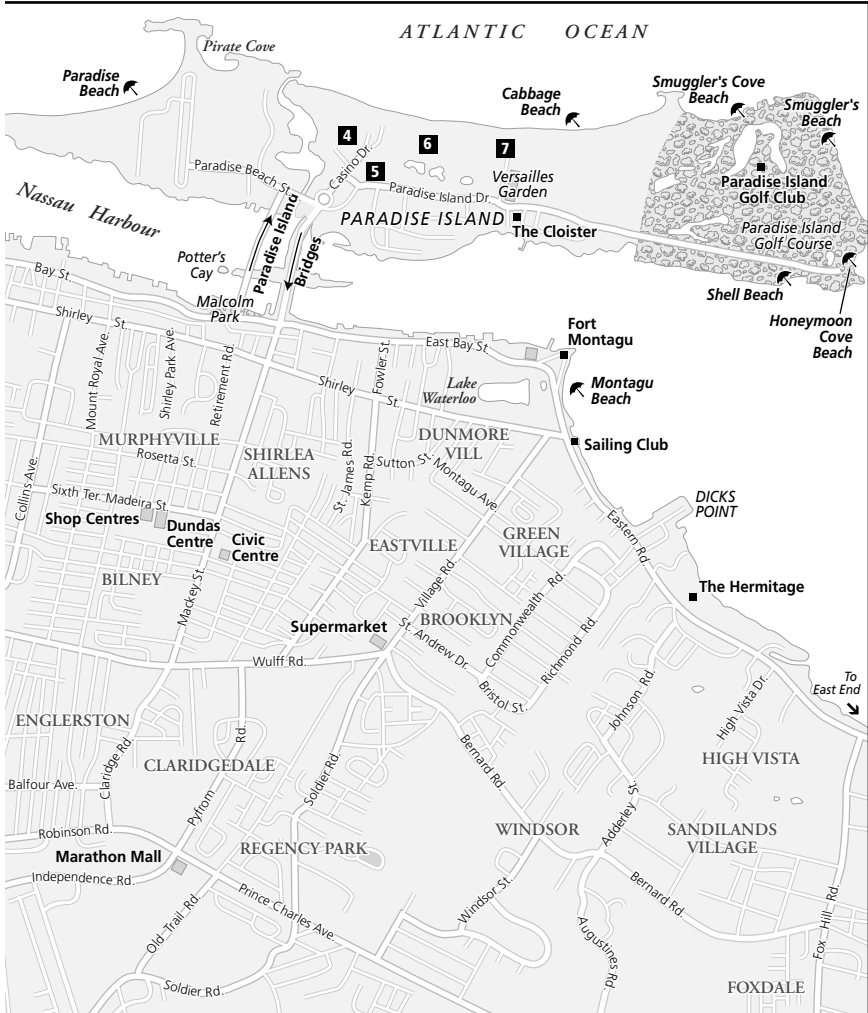 ATLANTIC OCEAN
Pirate Cove
Paradise
Beach
Smuggler's Cove
Beach
Cabbage
Beach
Smuggler's
Beach
4
6
7
5
Casino Dr.
Paradise Beach St.
Versailles
Garden
Paradise Island Dr.
Paradise Island
Golf Club
Nassau Harbour
PARADISE ISLAND
The Cloister
Paradise Island
Golf Course
Paradise Island
Bridges
Potter's
Cay
Bay St.
Malcolm
Park
Shell Beach
Honeymoon
Cove
Beach
Shirley St.
Fort
Montagu
East Bay St.
Mount Royal Ave.
Shirley Park Ave.
Retirement Rd.
Fowler St.
Shirley St.
Lake
Waterloo
Montagu
Beach
MURPHYVILLE
Rosetta St.
SHIRLEA
ALLENS
DUNMORE
VILL
Sailing Club
Collins Ave.
St. James Rd.
Kemp Rd.
Sutton St.
Montagu Ave.
Sixth Ter.
Madeira St.
DICKS
POINT
Shop Centres
Dundas
Centre
Civic
Centre
EASTVILLE
GREEN
VILLAGE
Eastern Rd.
BILNEY
Mackey St.
Village Rd.
Commonwealth Rd.
The Hermitage
Supermarket
BROOKLYN
Richmond Rd.
St. Andrew Dr.
Wulff Rd.
Bristol St.
To
East End
Johnson Rd.
High Vista Dr.
ENGLERSTON
Claridge Rd.
CLARIDGEDALE
Pyfrom Rd.
Soldier Rd.
Bernard Rd.
HIGH VISTA
Balfour Ave.
Adderley St.
Robinson Rd.
WINDSOR
SANDILANDS
VILLAGE
Marathon Mall
REGENCY PARK
Independence Rd.
Prince Charles Ave.
Windsor St.
Bernard Rd.
Old Trail Rd.
Augustines Rd.
Fox Hill Rd.
Soldier Rd.
FOXDALE